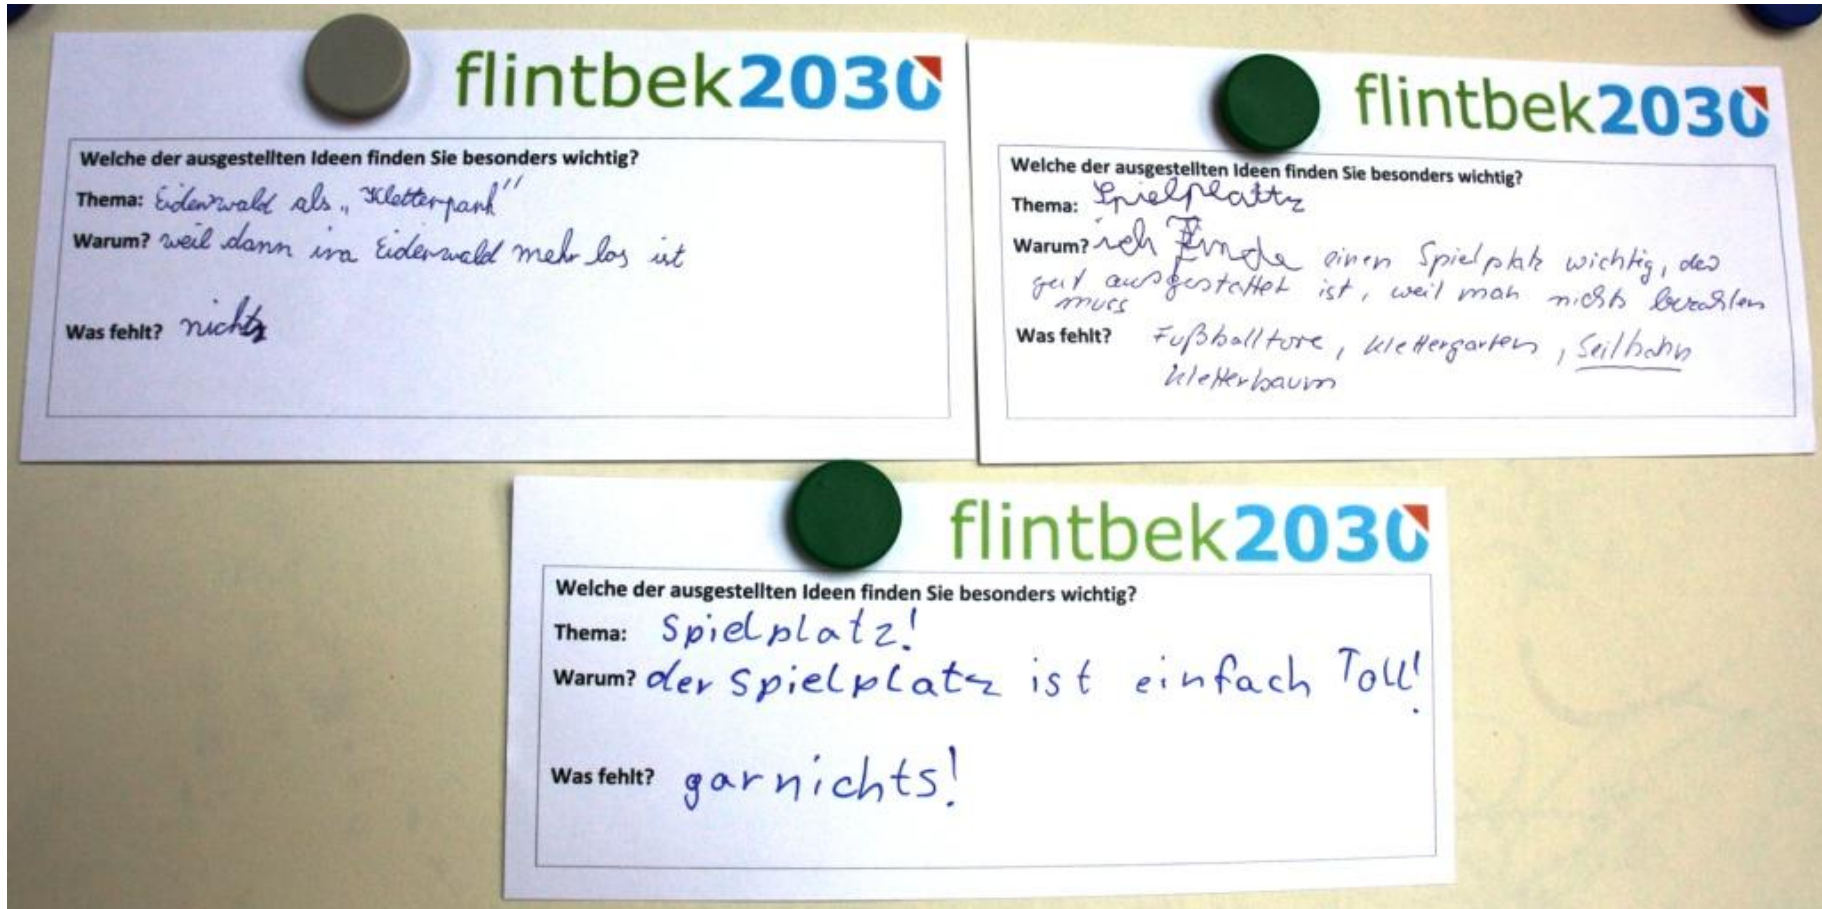 flintbek2030
Welche der ausgestellten Ideen finden Sie besonders wichtig?
Thema: Eiderwald als „Kletterpark"
Warum? weil dann im Eiderwald mehr los ist
Was fehlt? nichts
flintbek2030
Welche der ausgestellten Ideen finden Sie besonders wichtig?
Thema: Spielplattz
Warum? ich Finde einen Spielplatz wichtig, der
gut ausgestattet ist, weil man nichts bezahlen
muss
Was fehlt? Fußballtore, Klettergarten, Seilbahn
Kletterbaum
flintbek2030
Welche der ausgestellten Ideen finden Sie besonders wichtig?
Thema: Spielplatz!
Warum? der Spielplatz ist einfach Toll!
Was fehlt? garnichts!